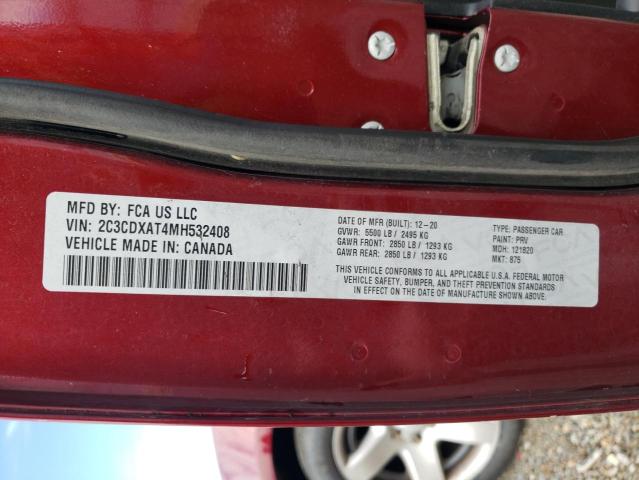 MFD BY: FCA US LLC
VIN: 2C3CDXAT4MH532408
VEHICLE MADE IN: CANADA
DATE OF MFR (BUILT): 12-20
GVWR: 5500 LB / 2495 KG
GAWR FRONT: 2850 LB / 1293 KG
GAWR REAR: 2850 LB / 1293 KG
TYPE: PASSENGER CAR
PAINT: PRV
MDH: 121820
MKT: 875
THIS VEHICLE CONFORMS TO ALL APPLICABLE U.S.A. FEDERAL MOTOR
VEHICLE SAFETY, BUMPER, AND THEFT PREVENTION STANDARDS
IN EFFECT ON THE DATE OF MANUFACTURE SHOWN ABOVE.